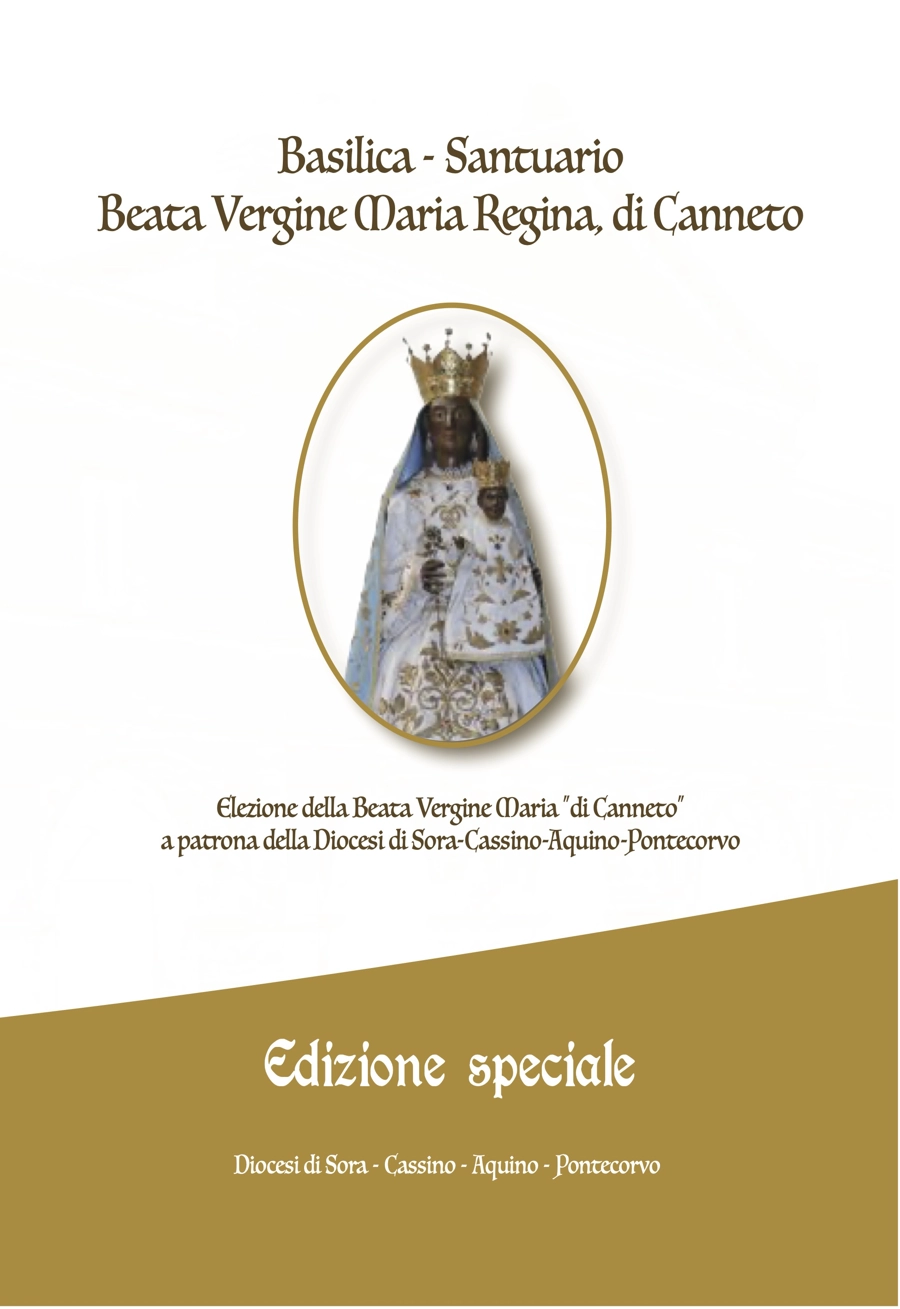 Basilica - Santuario
Beata Vergine Maria Regina, di Canneto
Elezione della Beata Vergine Maria "di Canneto"
a patrona della Diocesi di Sora-Cassino-Aquino-Pontecorvo
Edizione speciale
Diocesi di Sora - Cassino - Aquino - Pontecorvo